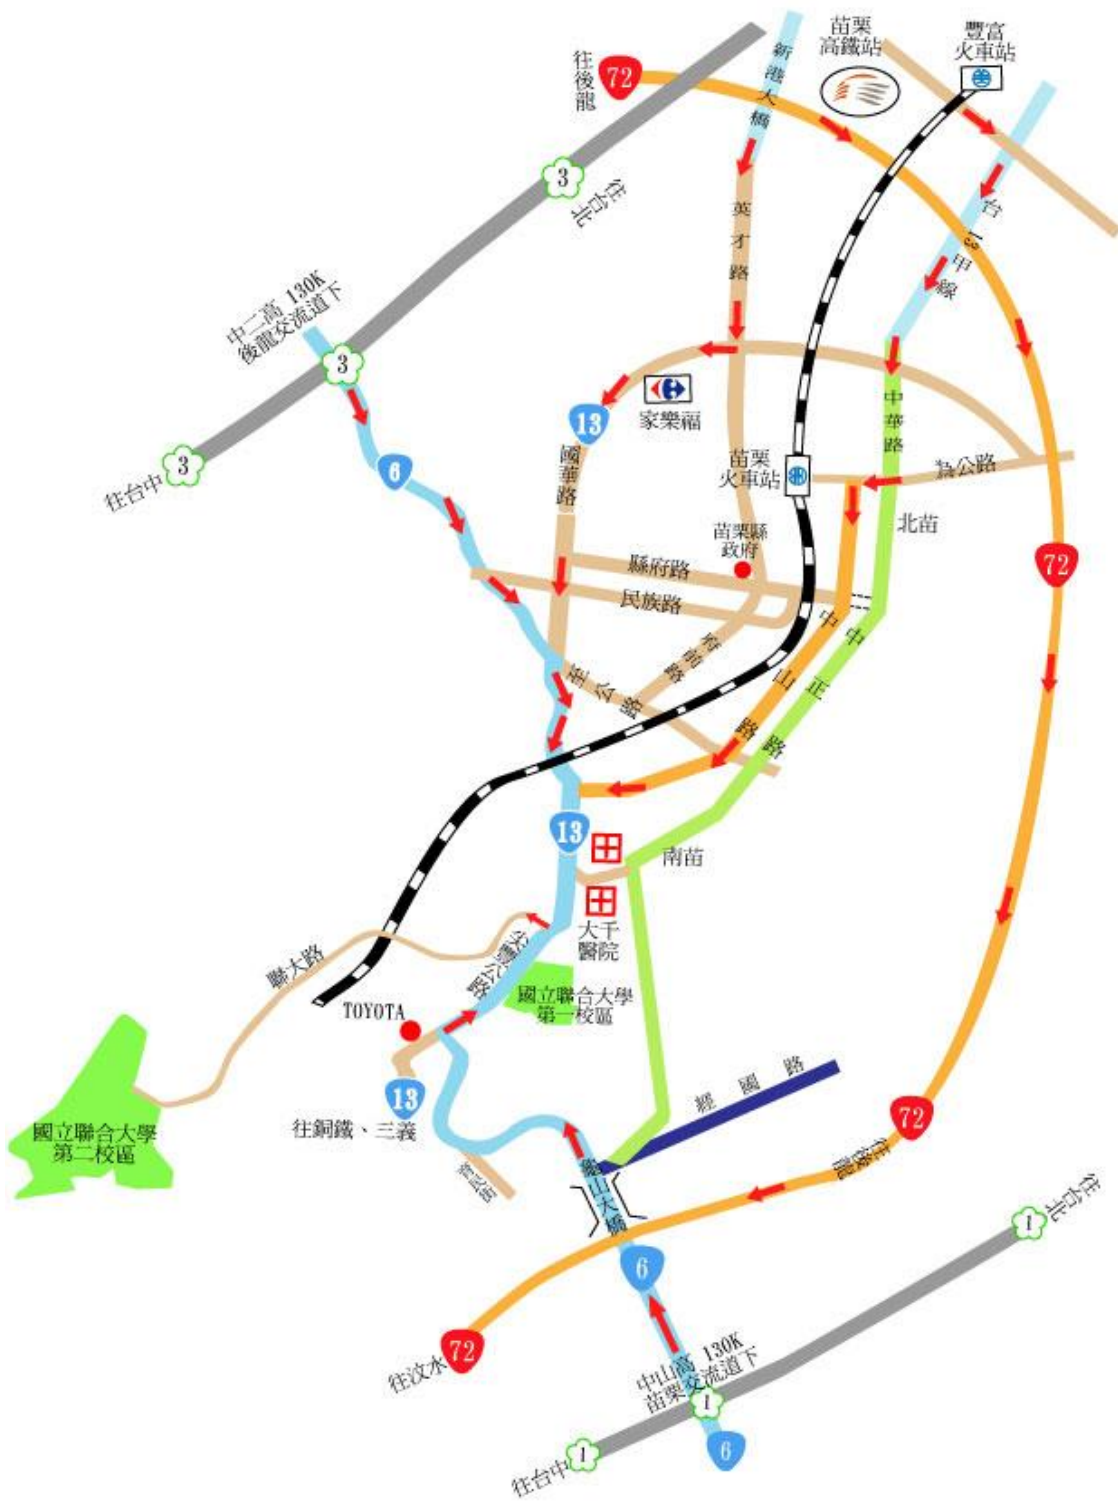 苗栗
高鐵站
豐富
火車站
往後龍
72
新港大橋
3
往台北
英才路
台13甲線
中二高 130K
後龍交流道下
3
家樂福
13
中華路
3
往台中
6
國華路
苗栗
火車站
為公路
北苗
苗栗縣
政府
縣府路
72
民族路
府前路
至公路
中山路
中正路
13
南苗
大千
醫院
尖豐公路
聯大路
國立聯合大學
第一校區
TOYOTA
13
往銅鐵、三義
經國路
72
往後龍
國立聯合大學
第二校區
龜山大橋
6
1
往台北
72
往汶水
中山高 130K
苗栗交流道下
1
6
1
往台中